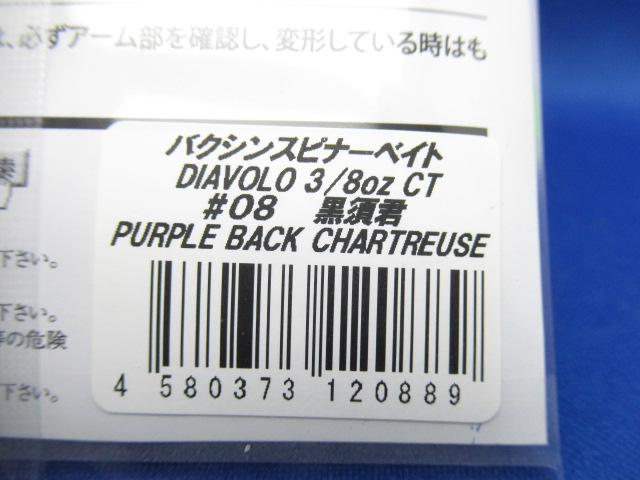 、必ずアーム部を確認し、変形している時はも
バクシンスピナーベイト
DIAVOLO 3/8oz CT
#08 黒須君
PURPLE BACK CHARTREUSE
4 580373 120889
索
下さい。
下さい。
等の危険
下さい。